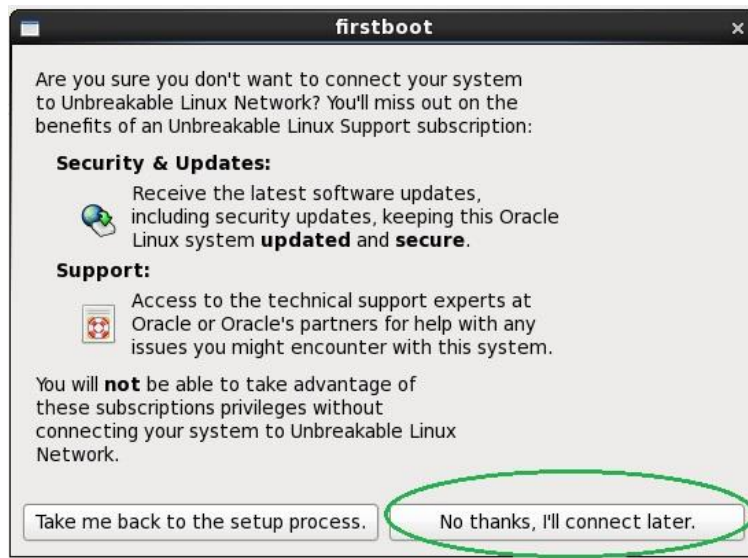 firstboot
Are you sure you don't want to connect your system
to Unbreakable Linux Network? You'll miss out on the
benefits of an Unbreakable Linux Support subscription:
Security & Updates:
Receive the latest software updates,
including security updates, keeping this Oracle
Linux system updated and secure.
Support:
Access to the technical support experts at
Oracle or Oracle's partners for help with any
issues you might encounter with this system.
You will not be able to take advantage of
these subscriptions privileges without
connecting your system to Unbreakable Linux
Network.
Take me back to the setup process.
No thanks, I'll connect later.